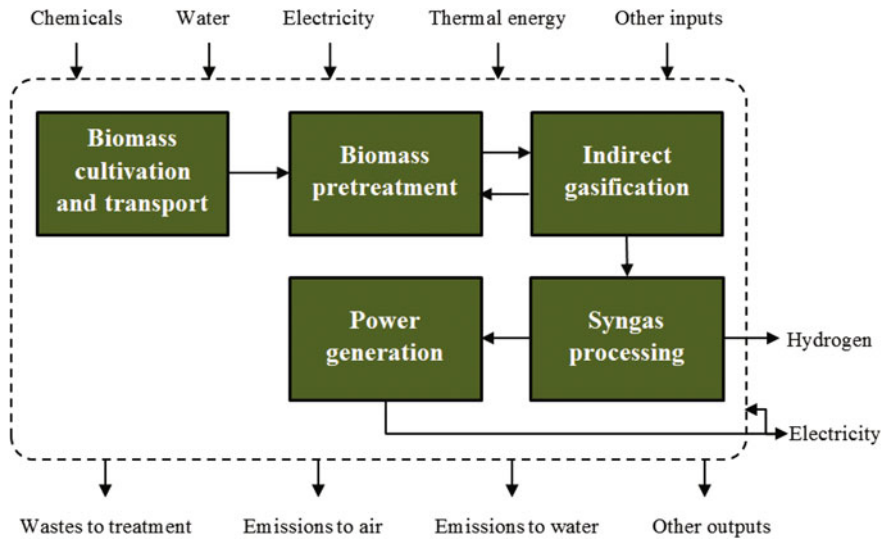 Chemicals
Water
Electricity
Thermal energy
Other inputs
Biomass
cultivation
and transport
Biomass
pretreatment
Indirect
gasification
Power
generation
Syngas
processing
Hydrogen
Electricity
Wastes to treatment
Emissions to air
Emissions to water
Other outputs